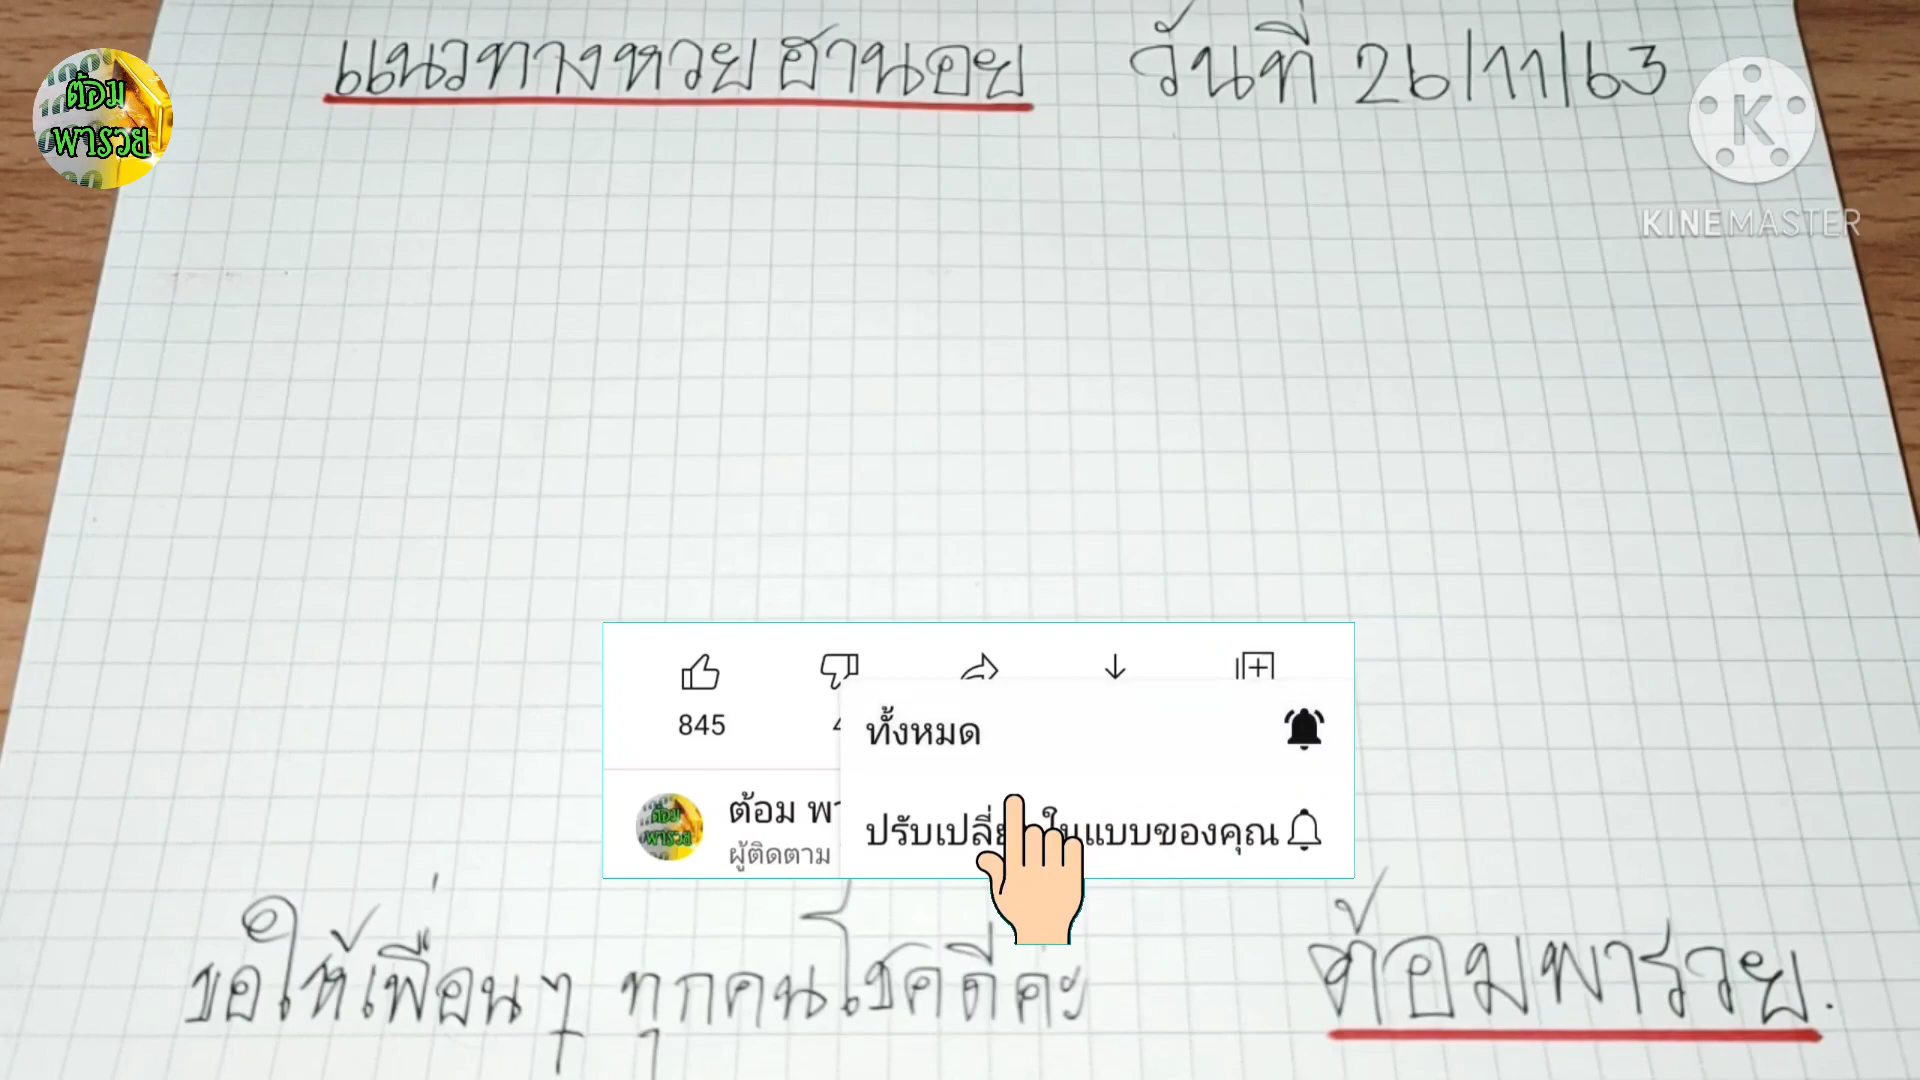 แนวทางหวยฮานอย วันที่ 26/11/63
ต้อม
พารวย
KINEMASTER
845
ทั้งหมด
ต้อม
ปรับเปลี่ยนในแบบของคุณ
ผู้ติดตาม
ขอให้เพื่อนๆ ทุกคนโชคดีค่ะ
ต้อมพารวย.